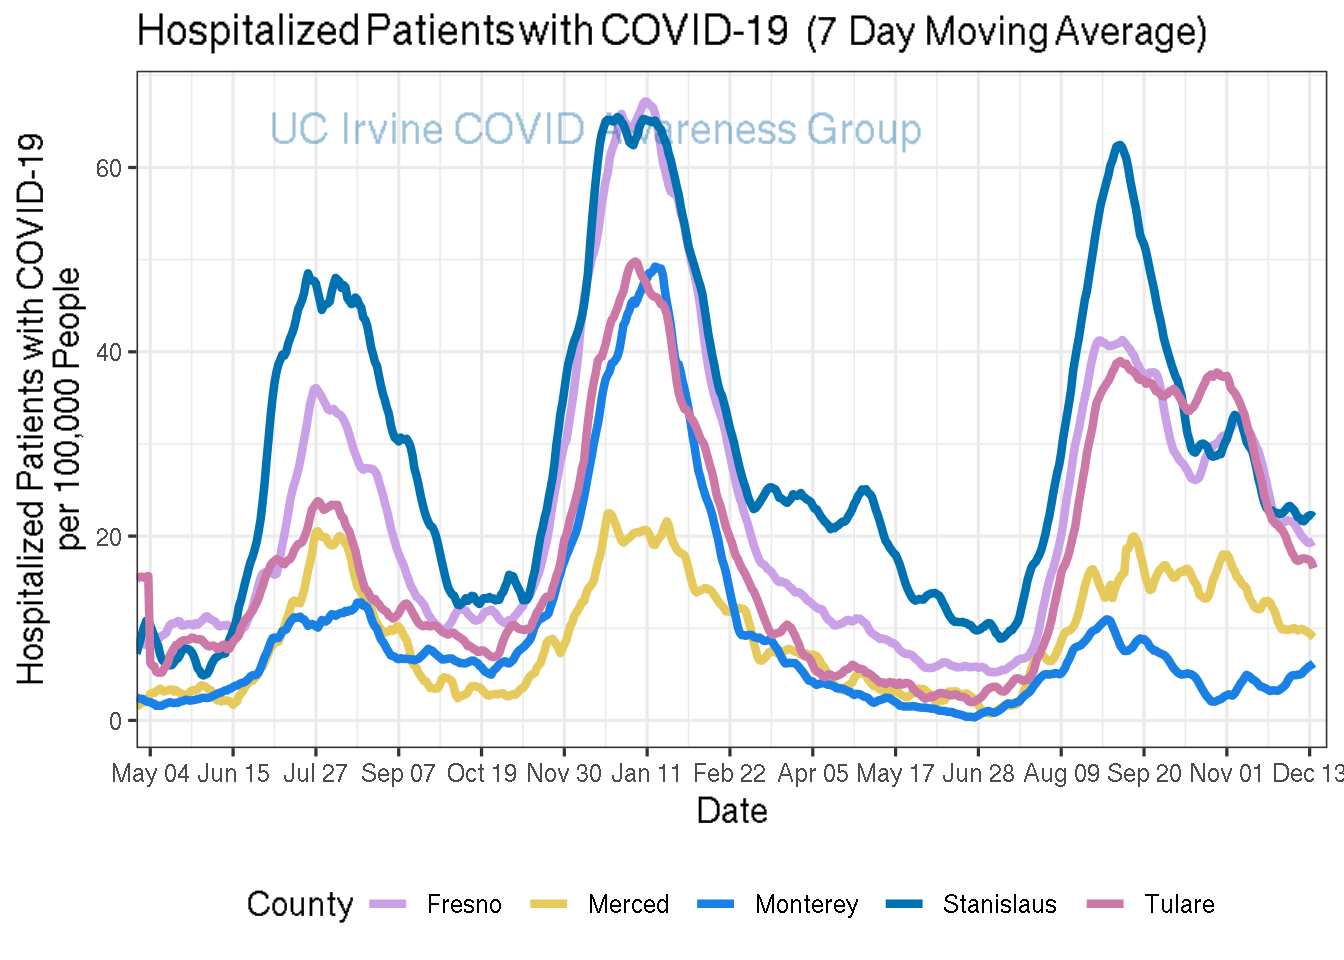 Hospitalized Patients with COVID-19 (7 Day Moving Average)
UC Irvine COVID Awareness Group
Hospitalized Patients with COVID-19
per 100,000 People
60
40
20
0
May 04 Jun 15 Jul 27 Sep 07 Oct 19 Nov 30 Jan 11 Feb 22 Apr 05 May 17 Jun 28 Aug 09 Sep 20 Nov 01 Dec 13
Date
County Fresno Merced Monterey Stanislaus Tulare